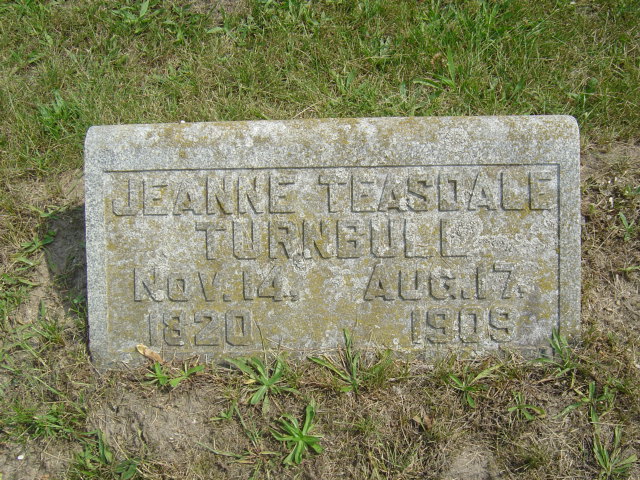 JEANNE TEASDALE
TURNBULL
NOV. 14. AUG. 17.
1820 1909